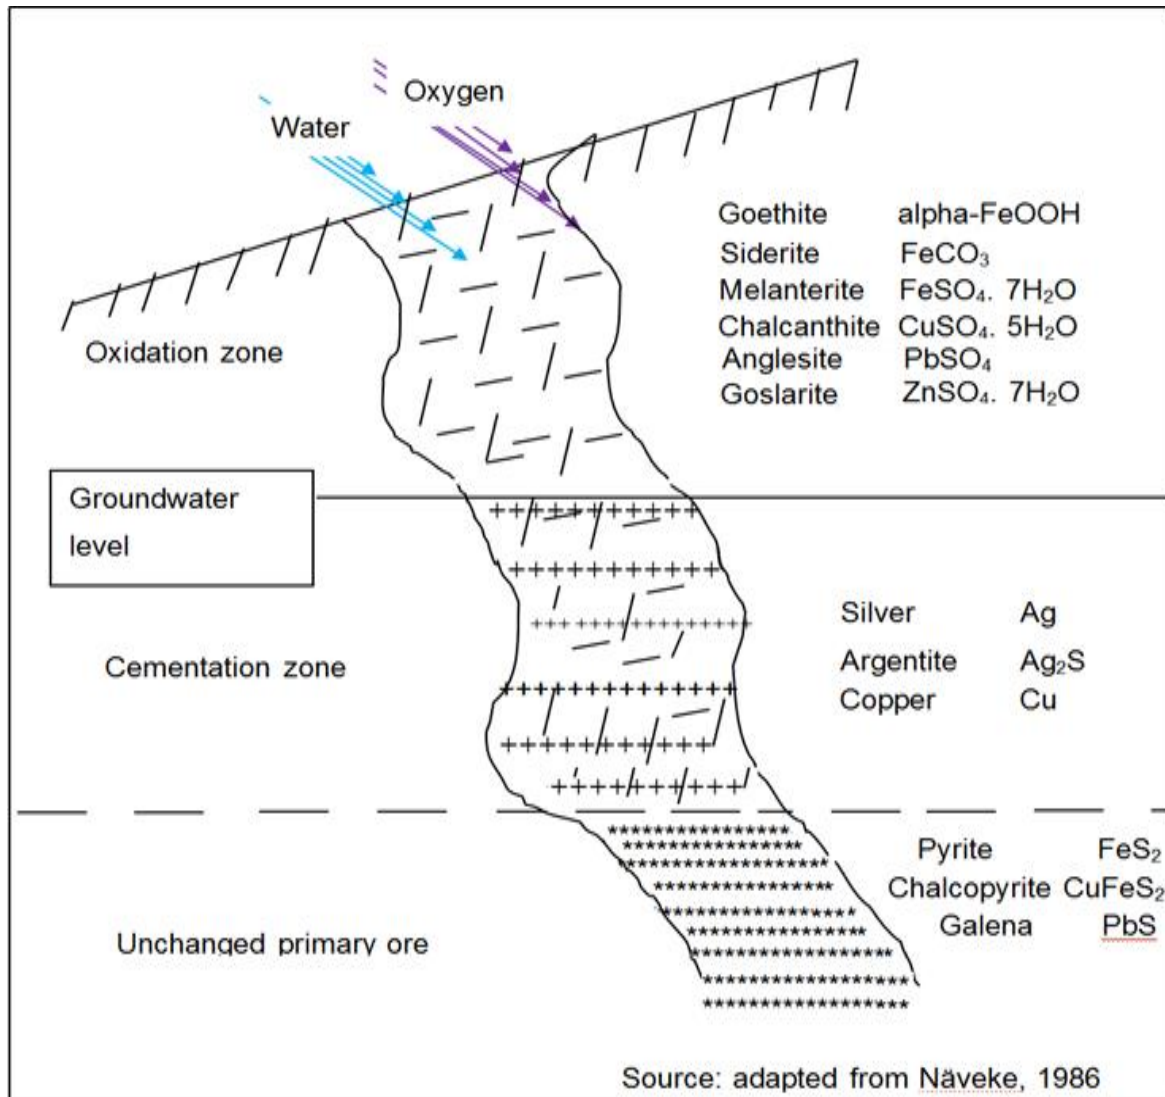 Oxygen
Water
Goethite alpha-FeOOH
Siderite FeCO₃
Melanterite FeSO₄. 7H₂O
Chalcanthite CuSO₄. 5H₂O
Anglesite PbSO₄
Goslarite ZnSO₄. 7H₂O
Oxidation zone
Groundwater
level
Silver Ag
Argentite Ag₂S
Copper Cu
Cementation zone
Pyrite FeS₂
Chalcopyrite CuFeS₂
Galena PbS
Unchanged primary ore
Source: adapted from Näveke, 1986